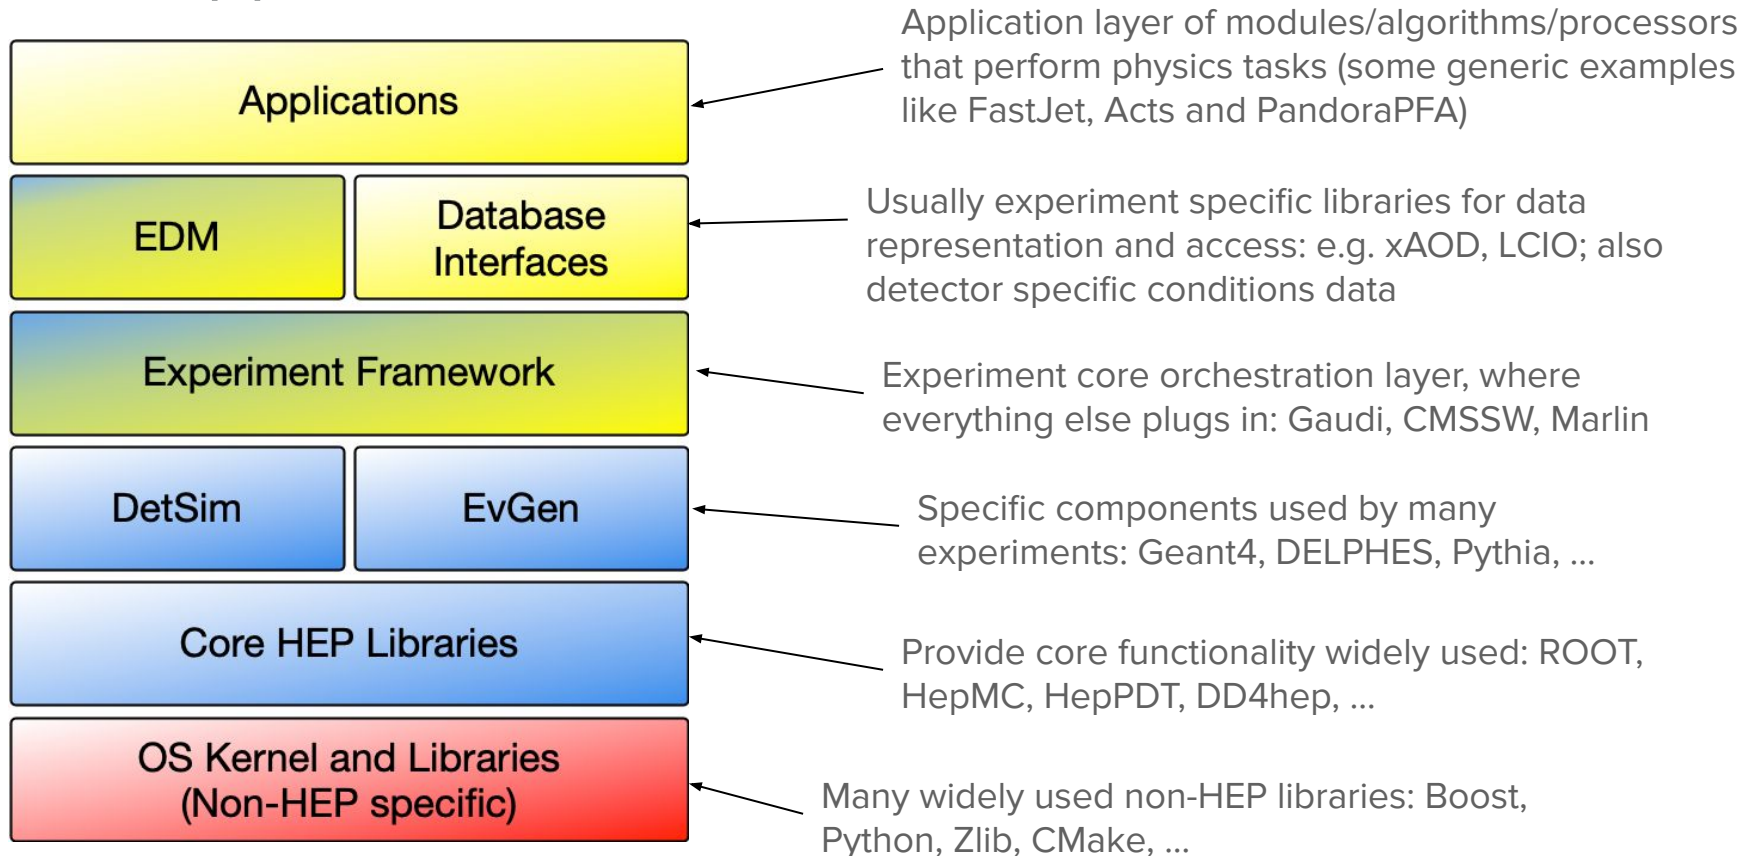 Applications
Application layer of modules/algorithms/processors
that perform physics tasks (some generic examples
like FastJet, Acts and PandoraPFA)
EDM
Database
Interfaces
Usually experiment specific libraries for data
representation and access: e.g. xAOD, LCIO; also
detector specific conditions data
Experiment Framework
Experiment core orchestration layer, where
everything else plugs in: Gaudi, CMSSW, Marlin
DetSim
EvGen
Specific components used by many
experiments: Geant4, DELPHES, Pythia, ...
Core HEP Libraries
Provide core functionality widely used: ROOT,
HepMC, HepPDT, DD4hep, ...
OS Kernel and Libraries
(Non-HEP specific)
Many widely used non-HEP libraries: Boost,
Python, Zlib, CMake, ...